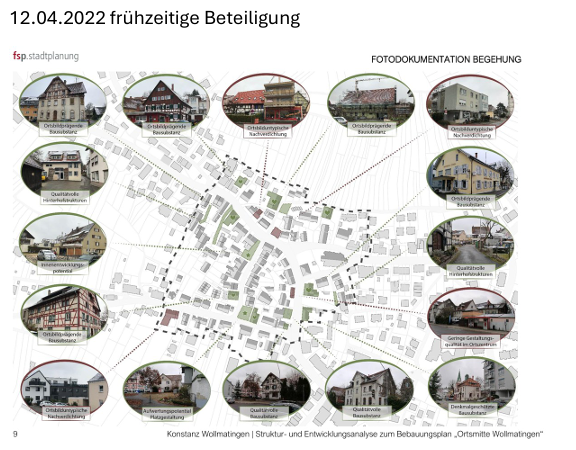 12.04.2022 frühzeitige Beteiligung
fsp.stadtplanung
FOTODOKUMENTATION BEGEHUNG
Ortsbildprägende
Bausubstanz
Ortsbildprägende
Bausubstanz
Ortsbilduntypische
Nachverdichtung
Ortsbildprägende
Bausubstanz
Ortsbilduntypische
Nachverdichtung
Qualitätvolle
Hinterhofstrukturen
Ortsbildprägende
Bausubstanz
Innenentwicklungs-
potential
Qualitätvolle
Hinterhofstrukturen
Ortsbildprägende
Bausubstanz
Geringe Gestaltungs-
qualität im Ortszentrum
Ortsbilduntypische
Nachverdichtung
Aufwertungspotential
Platzgestaltung
Qualitätvolle
Bausubstanz
Qualitätvolle
Bausubstanz
Denkmalgeschützte
Bausubstanz
9
Konstanz Wollmatingen | Struktur- und Entwicklungsanalyse zum Bebauungsplan „Ortsmitte Wollmatingen"